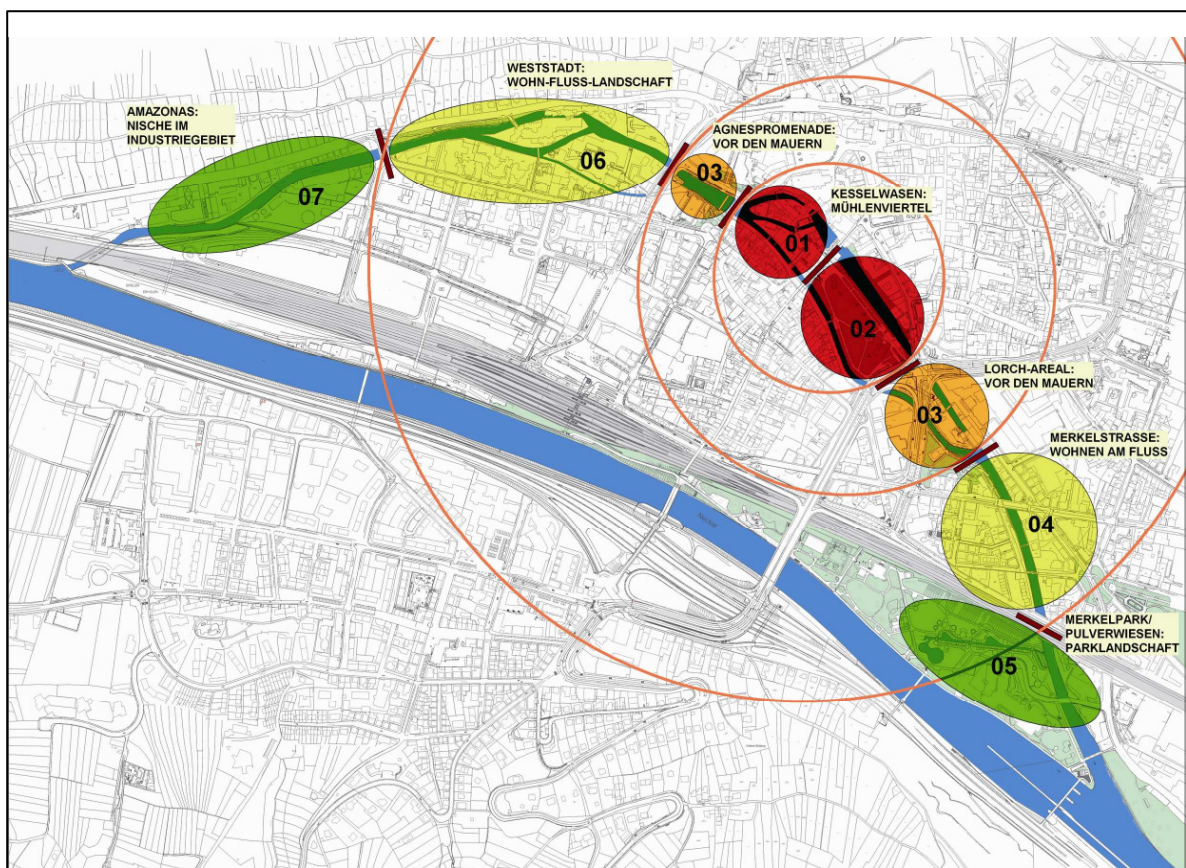 WESTSTADT:
WOHN-FLUSS-LANDSCHAFT
AMAZONAS:
NISCHE IM
INDUSTRIEGEBIET
AGNESPROMENADE:
VOR DEN MAUERN
06
03
07
KESSELWASEN:
MÜHLENVIERTEL
01
02
LORCH-AREAL:
VOR DEN MAUERN
03
MERKELSTRASSE:
WOHNEN AM FLUSS
04
Neckar
MERKELPARK/
PULVERWIESEN:
PARKLANDSCHAFT
05